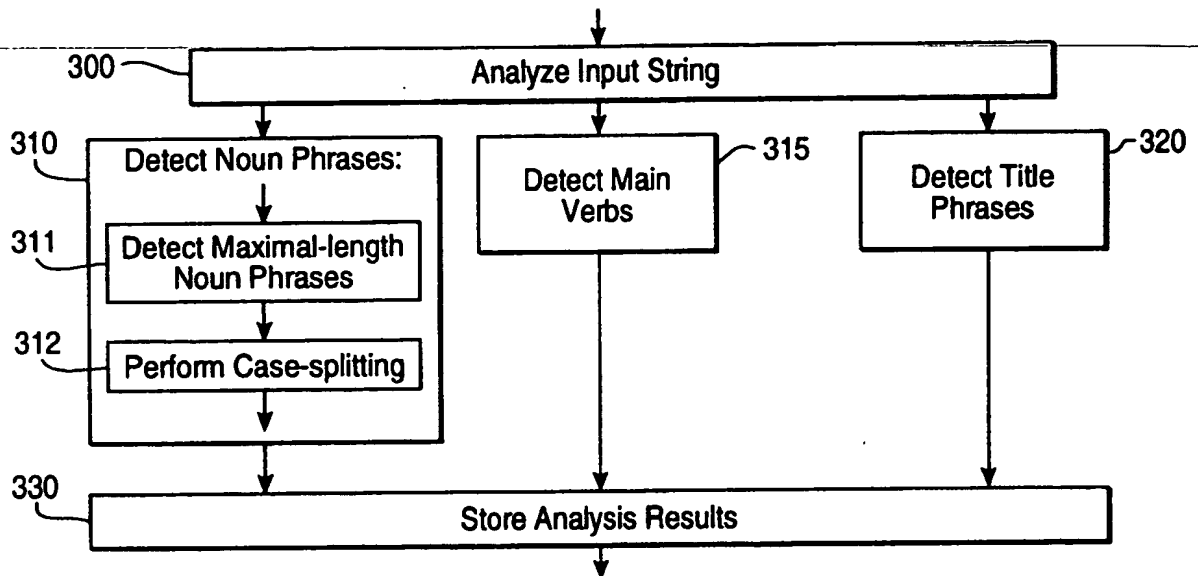 300
Analyze Input String
310
Detect Noun Phrases:
311
Detect Maximal-length
Noun Phrases
312
Perform Case-splitting
315
Detect Main
Verbs
320
Detect Title
Phrases
330
Store Analysis Results